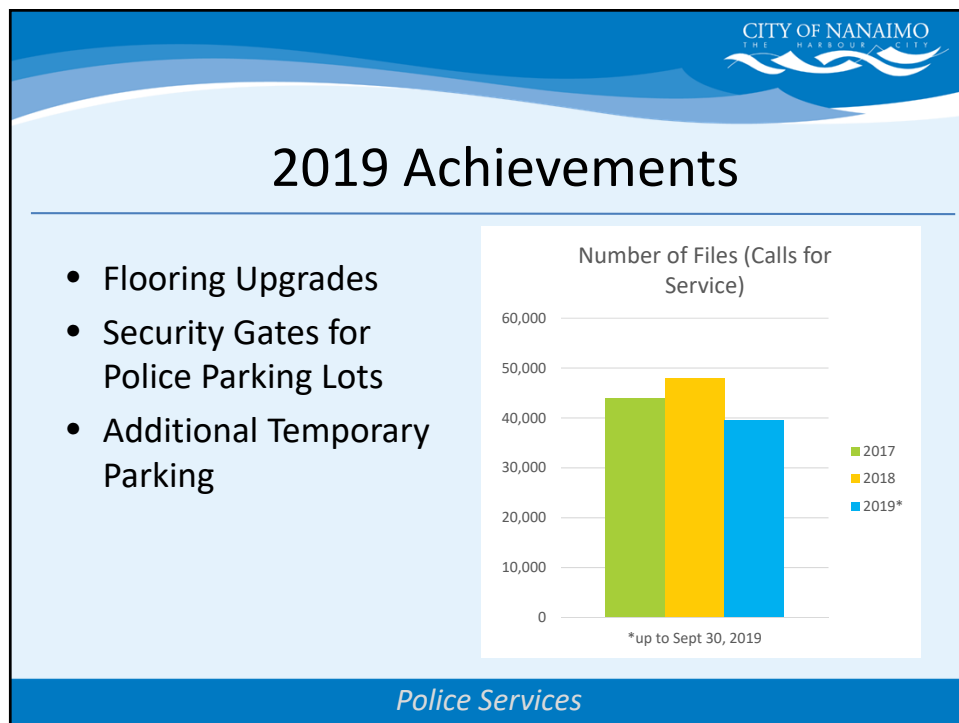 CITY OF NANAIMO
THE HARBOUR CITY
2019 Achievements
• Flooring Upgrades
• Security Gates for
Police Parking Lots
• Additional Temporary
Parking
Number of Files (Calls for
Service)
60,000
50,000
40,000
30,000
20,000
10,000
0
2017
2018
2019*
*up to Sept 30, 2019
Police Services